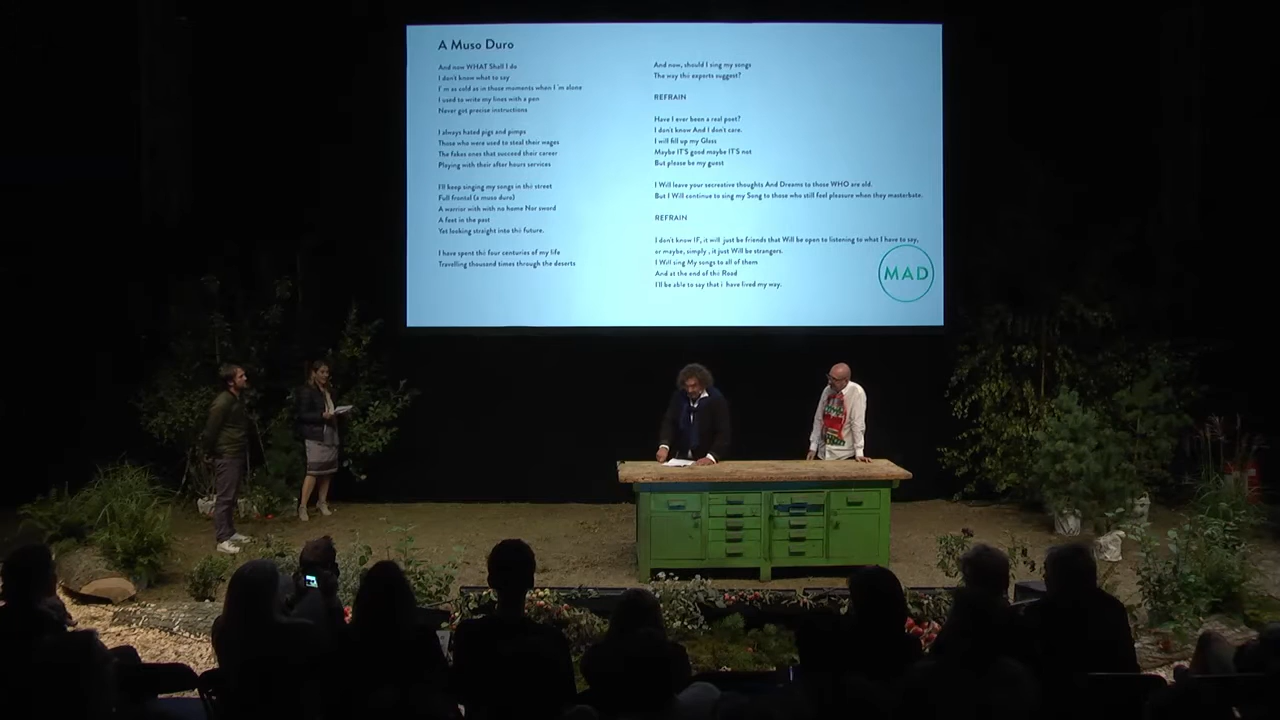 A Muso Duro
And now WHAT Shall I do
I don't know what to say
I'm as cold as in those moments when I'm alone
I used to write my lines with a pen
Never got precise instructions
I always hated pigs and pimps
Those who were used to steal their wages
The fakes ones that succeed their career
Playing with their after hours services
I'll keep singing my songs in thi street
Full frontal (a muso duro)
A warrior with with no home Nor sword
A feet in the past
Yet looking straight into thi future.
I have spent thi four centuries of my life
Travelling thousand times through the deserts
And now, should I sing my songs
The way thi experts suggest?
REFRAIN
Have I ever been a real poet?
I don't know And I don't care.
I will fill up my Glass
Maybe IT'S good maybe IT'S not
But please be my guest
I Will leave your secreative thoughts And Dreams to those WHO are old.
But I Will continue to sing my Song to those who still feel pleasure when they masterbate.
REFRAIN
I don't know IF, it will just be friends that Will be open to listening to what I have to say,
or maybe, simply, it just Will be strangers.
I Will sing My songs to all of them
And at the end of thi Road
I'll be able to say that i have lived my way.
MAD